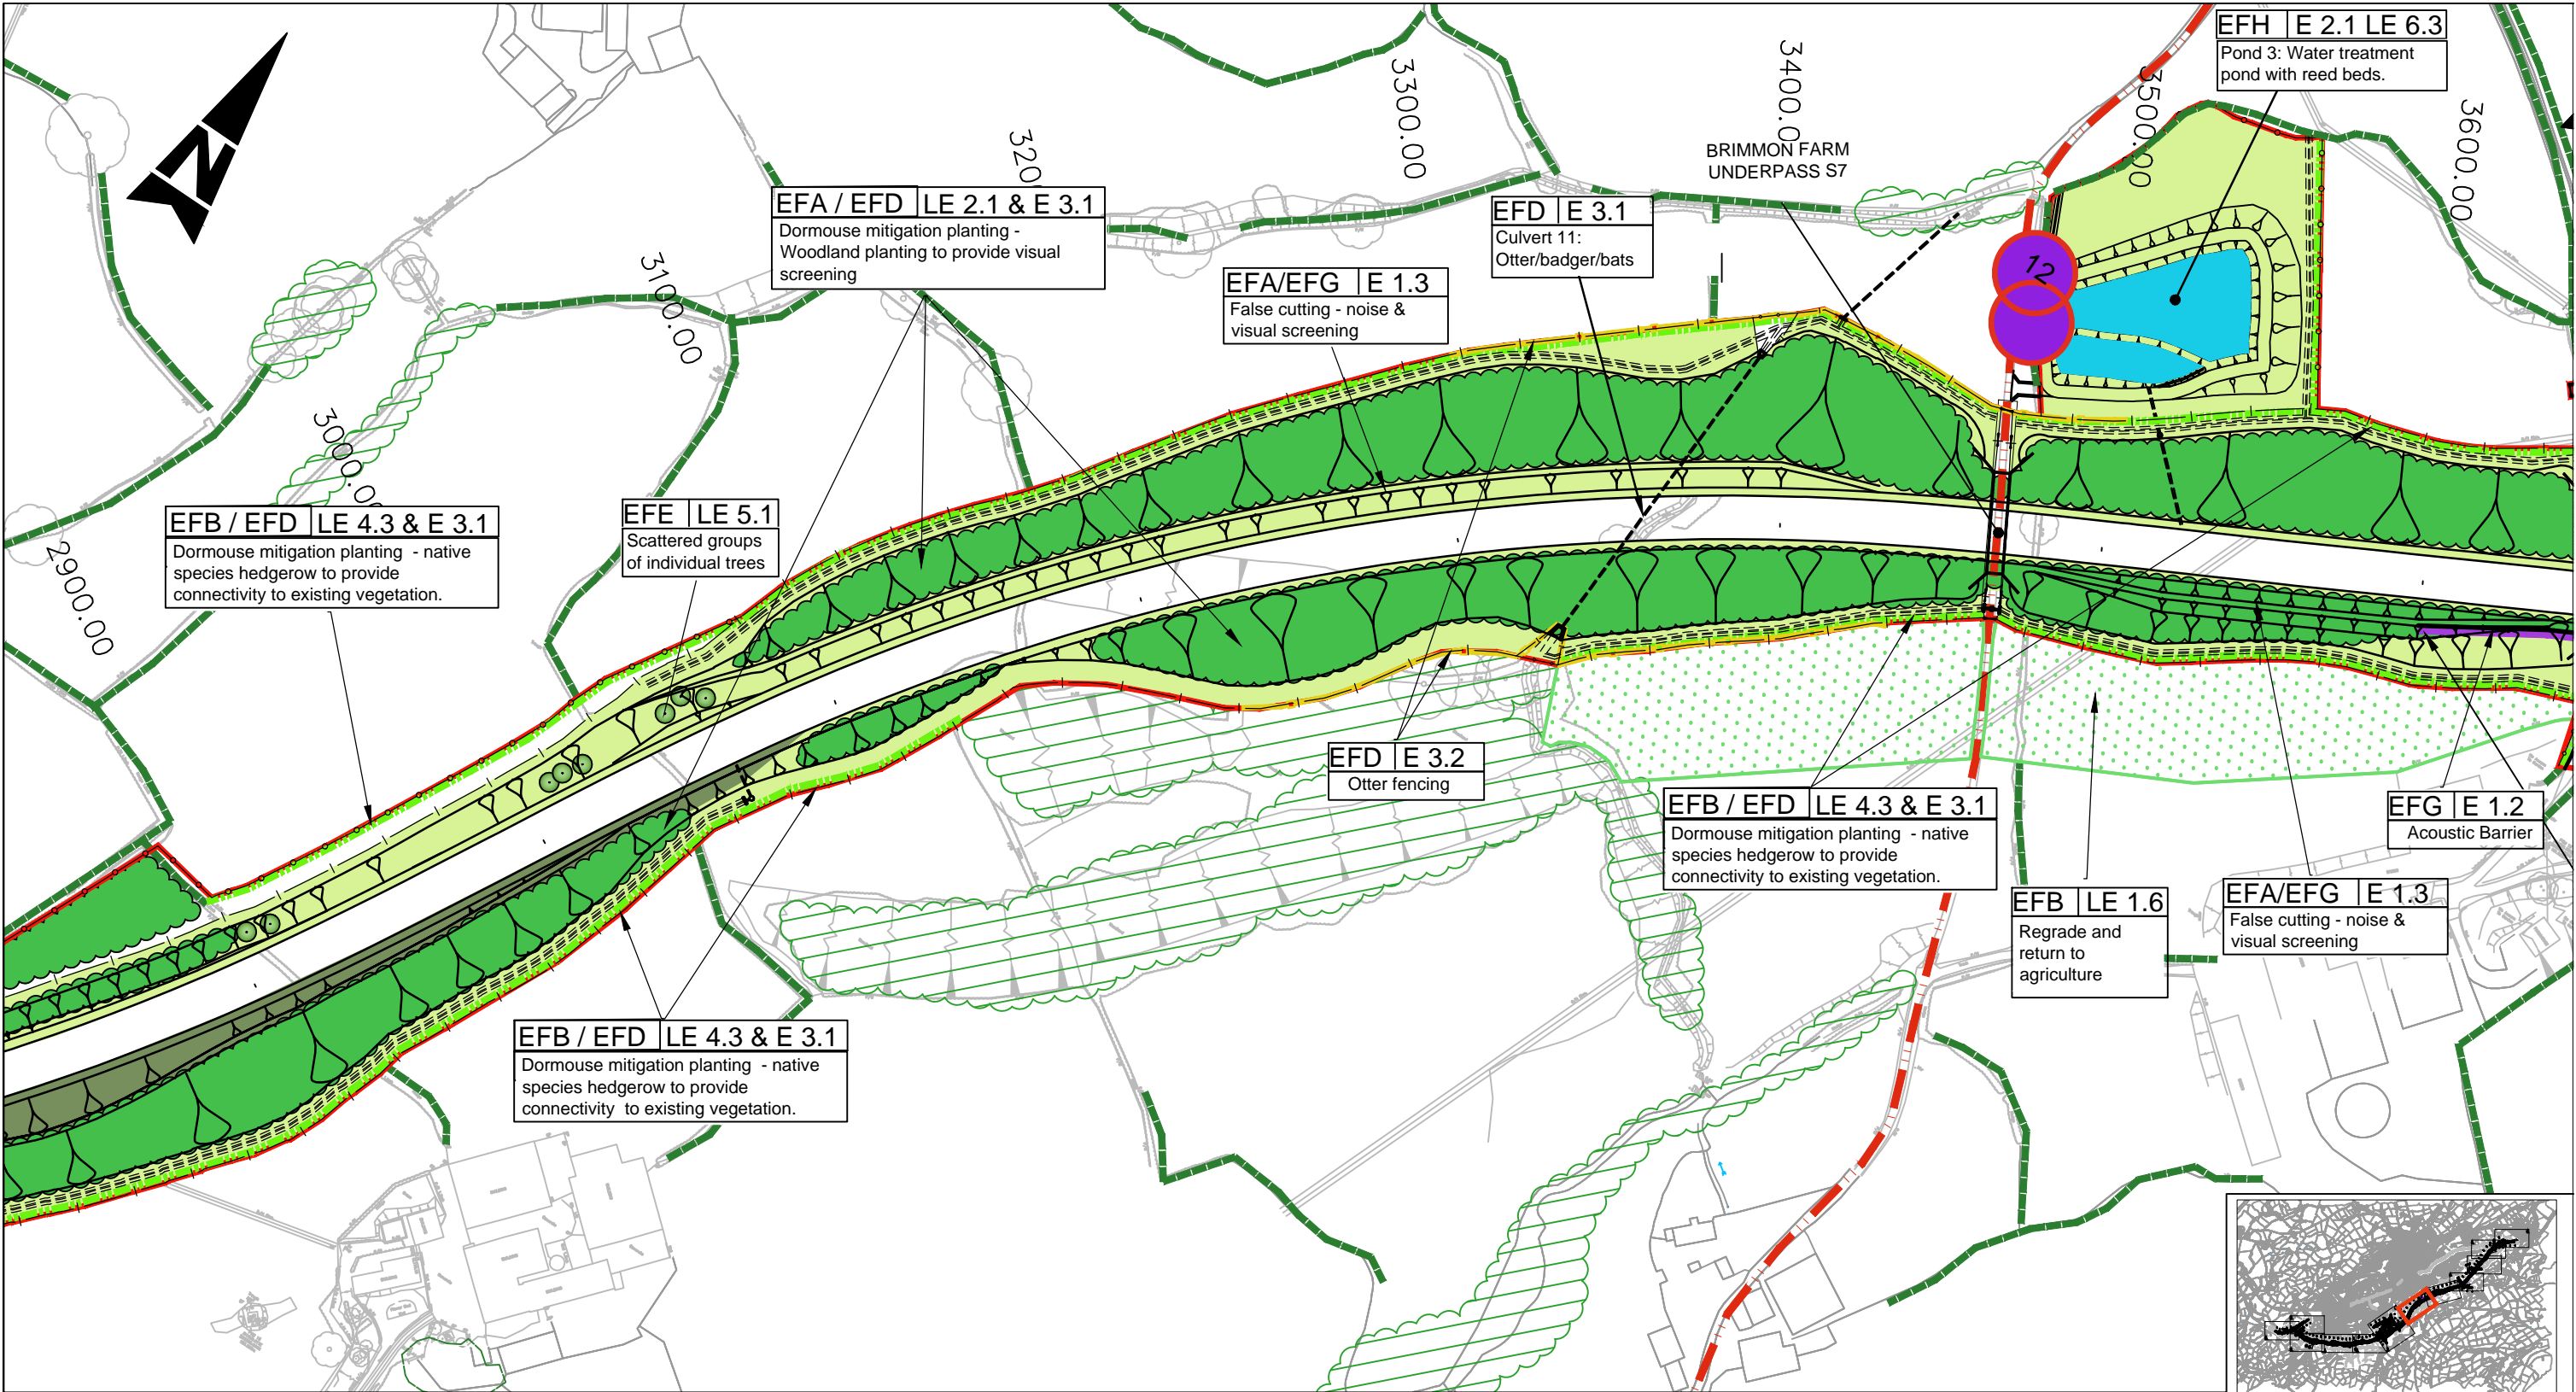 EFH E 2.1 LE 6.3
Pond 3: Water treatment
pond with reed beds.
N
3400.0
3300.00
3500.00
3600.00
320
BRIMMON FARM
UNDERPASS S7
EFA / EFD LE 2.1 & E 3.1
Dormouse mitigation planting -
Woodland planting to provide visual
screening
EFD E 3.1
Culvert 11:
Otter/badger/bats
12
3100.00
EFA/EFG E 1.3
False cutting - noise &
visual screening
3000.00
EFB / EFD LE 4.3 & E 3.1
Dormouse mitigation planting - native
species hedgerow to provide
connectivity to existing vegetation.
EFE LE 5.1
Scattered groups
of individual trees
2900.00
EFD E 3.2
Otter fencing
EFB / EFD LE 4.3 & E 3.1
Dormouse mitigation planting - native
species hedgerow to provide
connectivity to existing vegetation.
EFG E 1.2
Acoustic Barrier
EFB LE 1.6
Regrade and
return to
agriculture
EFA/EFG E 1.3
False cutting - noise &
visual screening
EFB / EFD LE 4.3 & E 3.1
Dormouse mitigation planting - native
species hedgerow to provide
connectivity to existing vegetation.